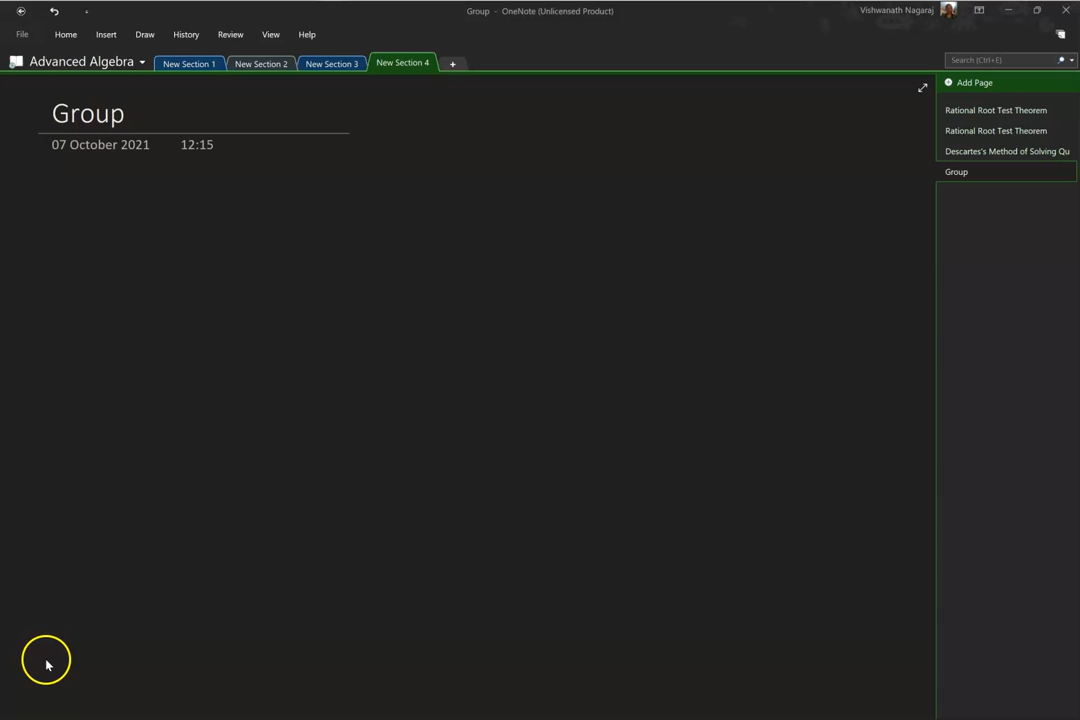 Group - OneNote (Unlicensed Product)
Vishwanath Nagaraj
File Home Insert Draw History Review View Help
Advanced Algebra
New Section 1 New Section 2 New Section 3 New Section 4 +
Search (Ctrl+E)
Add Page
Rational Root Test Theorem
Rational Root Test Theorem
Descartes's Method of Solving Qu
Group
Group
07 October 2021 12:15